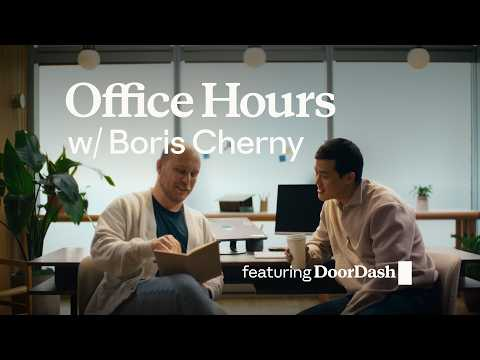 Office Hours
w/ Boris Cherny
featuring DoorDash